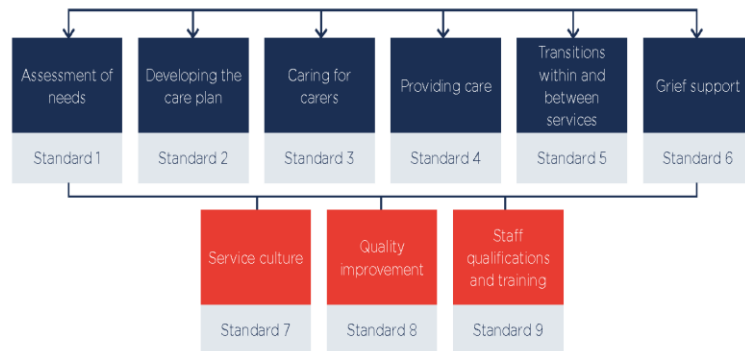 Assessment of
needs
Standard 1
Developing the
care plan
Standard 2
Caring for
carers
Standard 3
Providing care
Standard 4
Transitions
within and
between
services
Standard 5
Grief support
Standard 6
Service culture
Standard 7
Quality
improvement
Standard 8
Staff
qualifications
and training
Standard 9